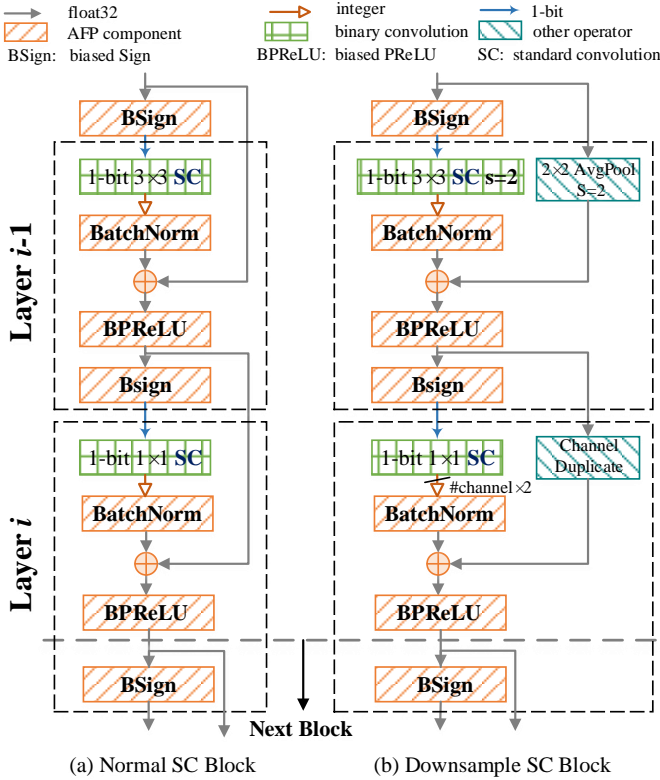 float32 integer 1-bit
AFP component binary convolution other operator
BSign: biased Sign BPReLU: biased PReLU SC: standard convolution
BSign
1-bit 3×3 SC
BatchNorm
BPReLU
Bsign
1-bit 1×1 SC
BatchNorm
BPReLU
BSign
Layer i-1
Layer i
BSign
1-bit 3×3 SC s=2
2×2 AvgPool
S=2
BatchNorm
BPReLU
Bsign
1-bit 1×1 SC
Channel
Duplicate
#channel×2
BatchNorm
BPReLU
BSign
Next Block
(a) Normal SC Block
(b) Downsample SC Block